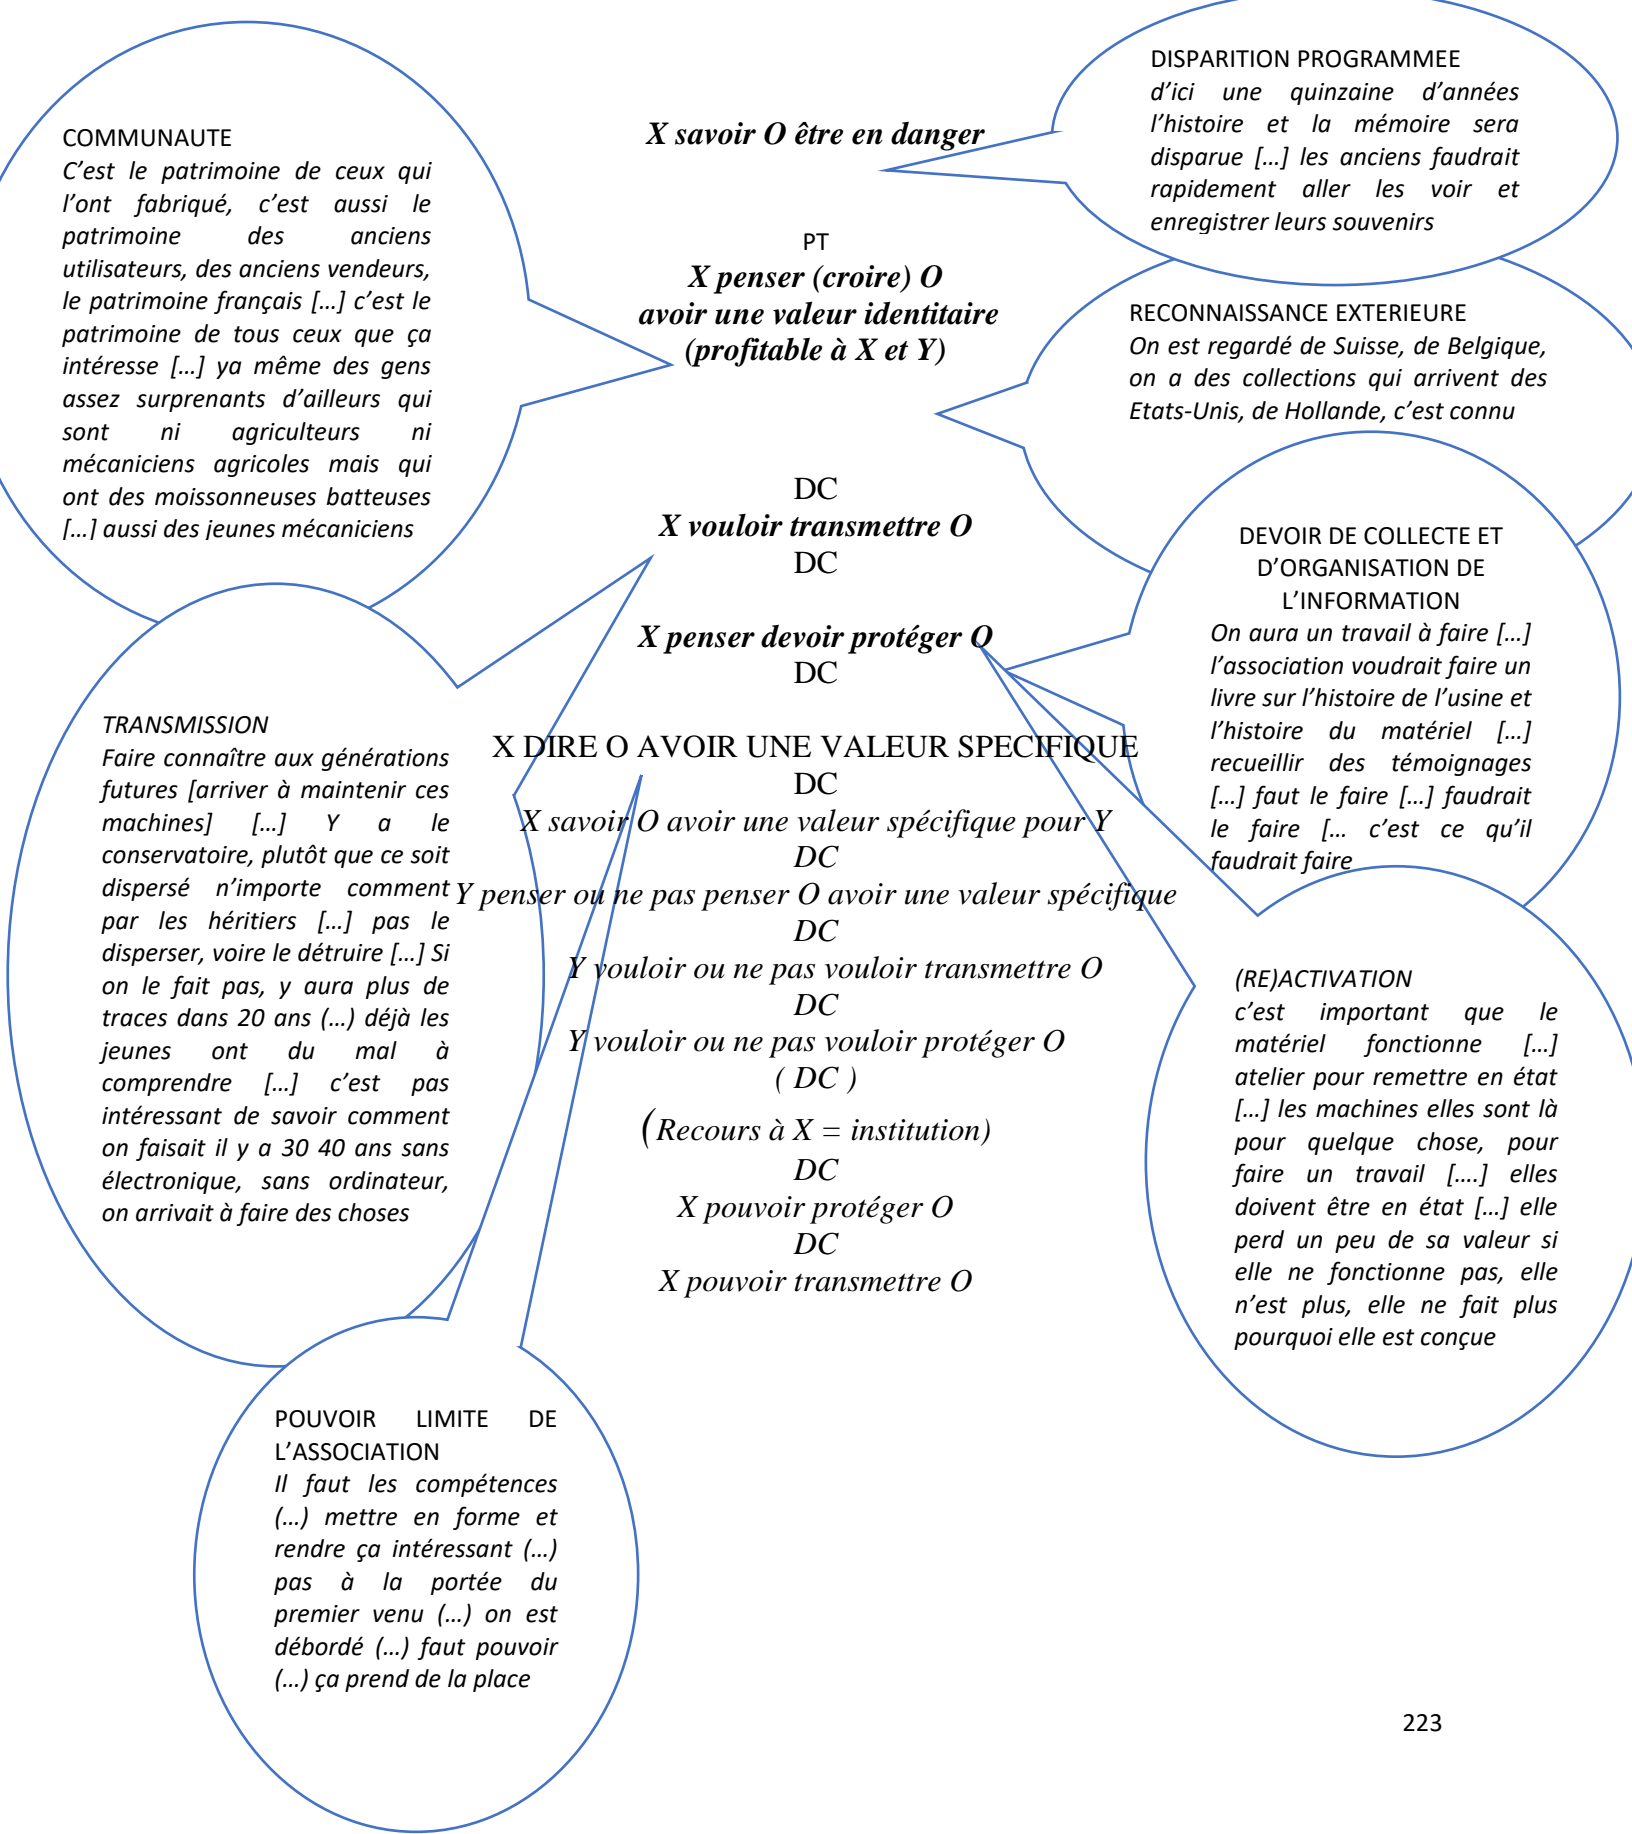 COMMUNAUTE
C’est le patrimoine de ceux qui
l’ont fabriqué, c’est aussi le
patrimoine des anciens
utilisateurs, des anciens vendeurs,
le patrimoine français […] c’est le
patrimoine de tous ceux que ça
intéresse […] ya même des gens
assez surprenants d’ailleurs qui
sont ni agriculteurs ni
mécaniciens agricoles mais qui
ont des moissonneuses batteuses
[…] aussi des jeunes mécaniciens
X savoir O être en danger
PT
X penser (croire) O
avoir une valeur identitaire
(profitable à X et Y)
DC
X vouloir transmettre O
DC
X penser devoir protéger O
DC
X DIRE O AVOIR UNE VALEUR SPECIFIQUE
DC
X savoir O avoir une valeur spécifique pour Y
DC
Y penser ou ne pas penser O avoir une valeur spécifique
DC
Y vouloir ou ne pas vouloir transmettre O
DC
Y vouloir ou ne pas vouloir protéger O
( DC )
(Recours à X = institution)
DC
X pouvoir protéger O
DC
X pouvoir transmettre O
DISPARITION PROGRAMMEE
d’ici une quinzaine d’années
l’histoire et la mémoire sera
disparue […] les anciens faudrait
rapidement aller les voir et
enregistrer leurs souvenirs
RECONNAISSANCE EXTERIEURE
On est regardé de Suisse, de Belgique,
on a des collections qui arrivent des
Etats-Unis, de Hollande, c’est connu
DEVOIR DE COLLECTE ET
D’ORGANISATION DE
L’INFORMATION
On aura un travail à faire […]
l’association voudrait faire un
livre sur l’histoire de l’usine et
l’histoire du matériel […]
recueillir des témoignages
[…] faut le faire […] faudrait
le faire [… c’est ce qu’il
faudrait faire
TRANSMISSION
Faire connaître aux générations
futures [arriver à maintenir ces
machines] […] Y a le
conservatoire, plutôt que ce soit
dispersé n’importe comment
par les héritiers […] pas le
disperser, voire le détruire […] Si
on le fait pas, y aura plus de
traces dans 20 ans (…) déjà les
jeunes ont du mal à
comprendre […] c’est pas
intéressant de savoir comment
on faisait il y a 30 40 ans sans
électronique, sans ordinateur,
on arrivait à faire des choses
(RE)ACTIVATION
c’est important que le
matériel fonctionne […]
atelier pour remettre en état
[…] les machines elles sont là
pour quelque chose, pour
faire un travail [….] elles
doivent être en état […] elle
perd un peu de sa valeur si
elle ne fonctionne pas, elle
n’est plus, elle ne fait plus
pourquoi elle est conçue
POUVOIR LIMITE DE
L’ASSOCIATION
Il faut les compétences
(…) mettre en forme et
rendre ça intéressant (…)
pas à la portée du
premier venu (…) on est
débordé (…) faut pouvoir
(…) ça prend de la place
223